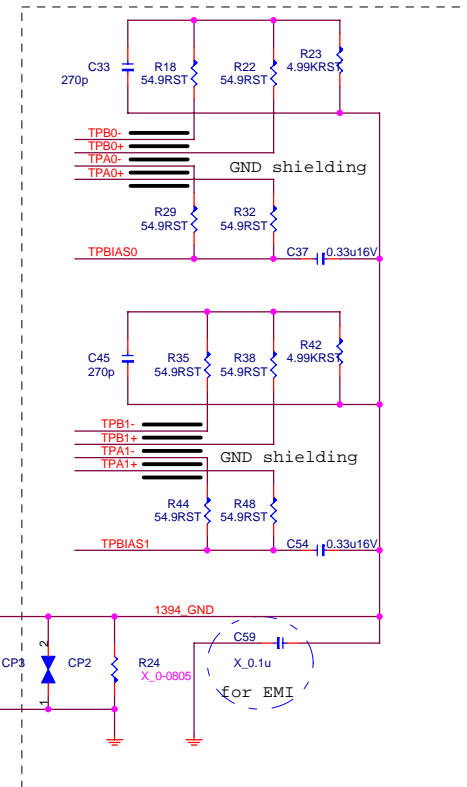 C33
270p
R18
54.9RST
R22
54.9RST
R23
4.99KRST
TPB0-
TPB0+
TPA0-
TPA0+
GND shielding
R29
54.9RST
R32
54.9RST
TPBIAS0
C37
0.33u16V
C45
270p
R35
54.9RST
R38
54.9RST
R42
4.99KRST
TPB1-
TPB1+
TPA1-
TPA1+
GND shielding
R44
54.9RST
R48
54.9RST
TPBIAS1
C54
0.33u16V
1394_GND
C59
X_0.1u
for EMI
CP3
2
1
CP2
R24
X_0-0805